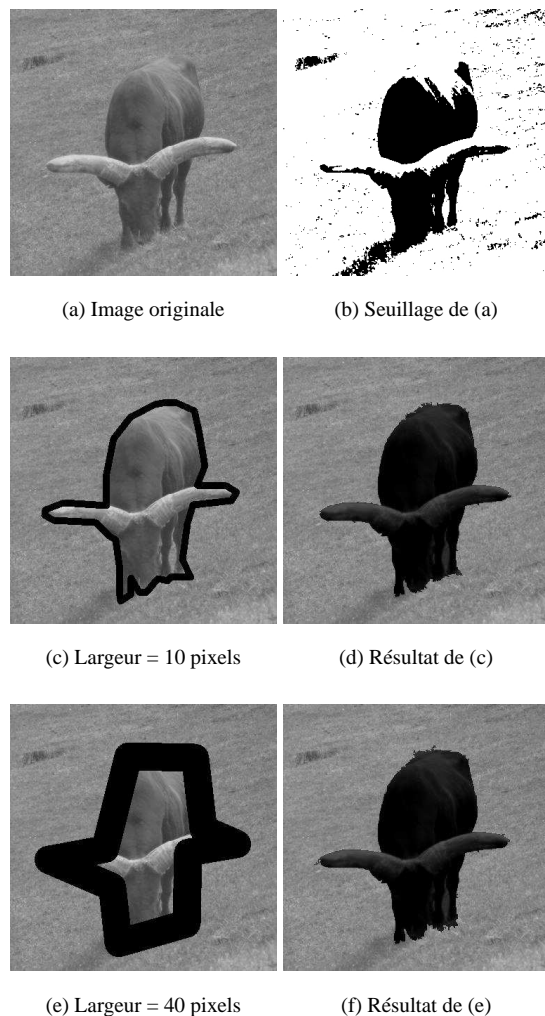 (a) Image originale
(b) Seuillage de (a)
(c) Largeur = 10 pixels
(d) Résultat de (c)
(e) Largeur = 40 pixels
(f) Résultat de (e)